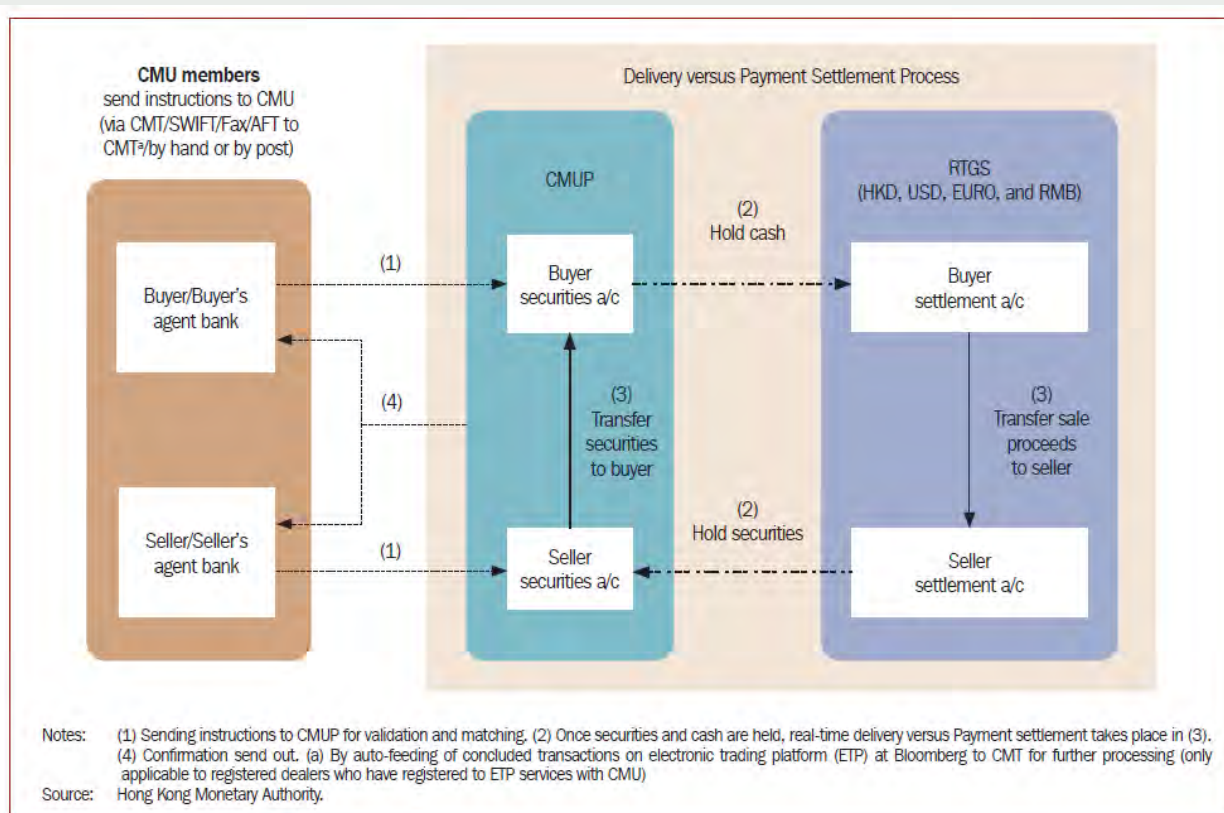 CMU members
send instructions to CMU
(via CMT/SWIFT/Fax/AFT to
CMTª/by hand or by post)
Buyer/Buyer's
agent bank
Seller/Seller's
agent bank
(1)
(4)
(1)
Delivery versus Payment Settlement Process
CMUP
Buyer
securities a/c
(3)
Transfer
securities
to buyer
Seller
securities a/c
(2)
Hold cash
(2)
Hold securities
RTGS
(HKD, USD, EURO, and RMB)
Buyer
settlement a/c
(3)
Transfer sale
proceeds
to seller
Seller
settlement a/c
Notes: (1) Sending instructions to CMUP for validation and matching. (2) Once securities and cash are held, real-time delivery versus Payment settlement takes place in (3).
(4) Confirmation send out. (a) By auto-feeding of concluded transactions on electronic trading platform (ETP) at Bloomberg to CMT for further processing (only
applicable to registered dealers who have registered to ETP services with CMU)
Source: Hong Kong Monetary Authority.